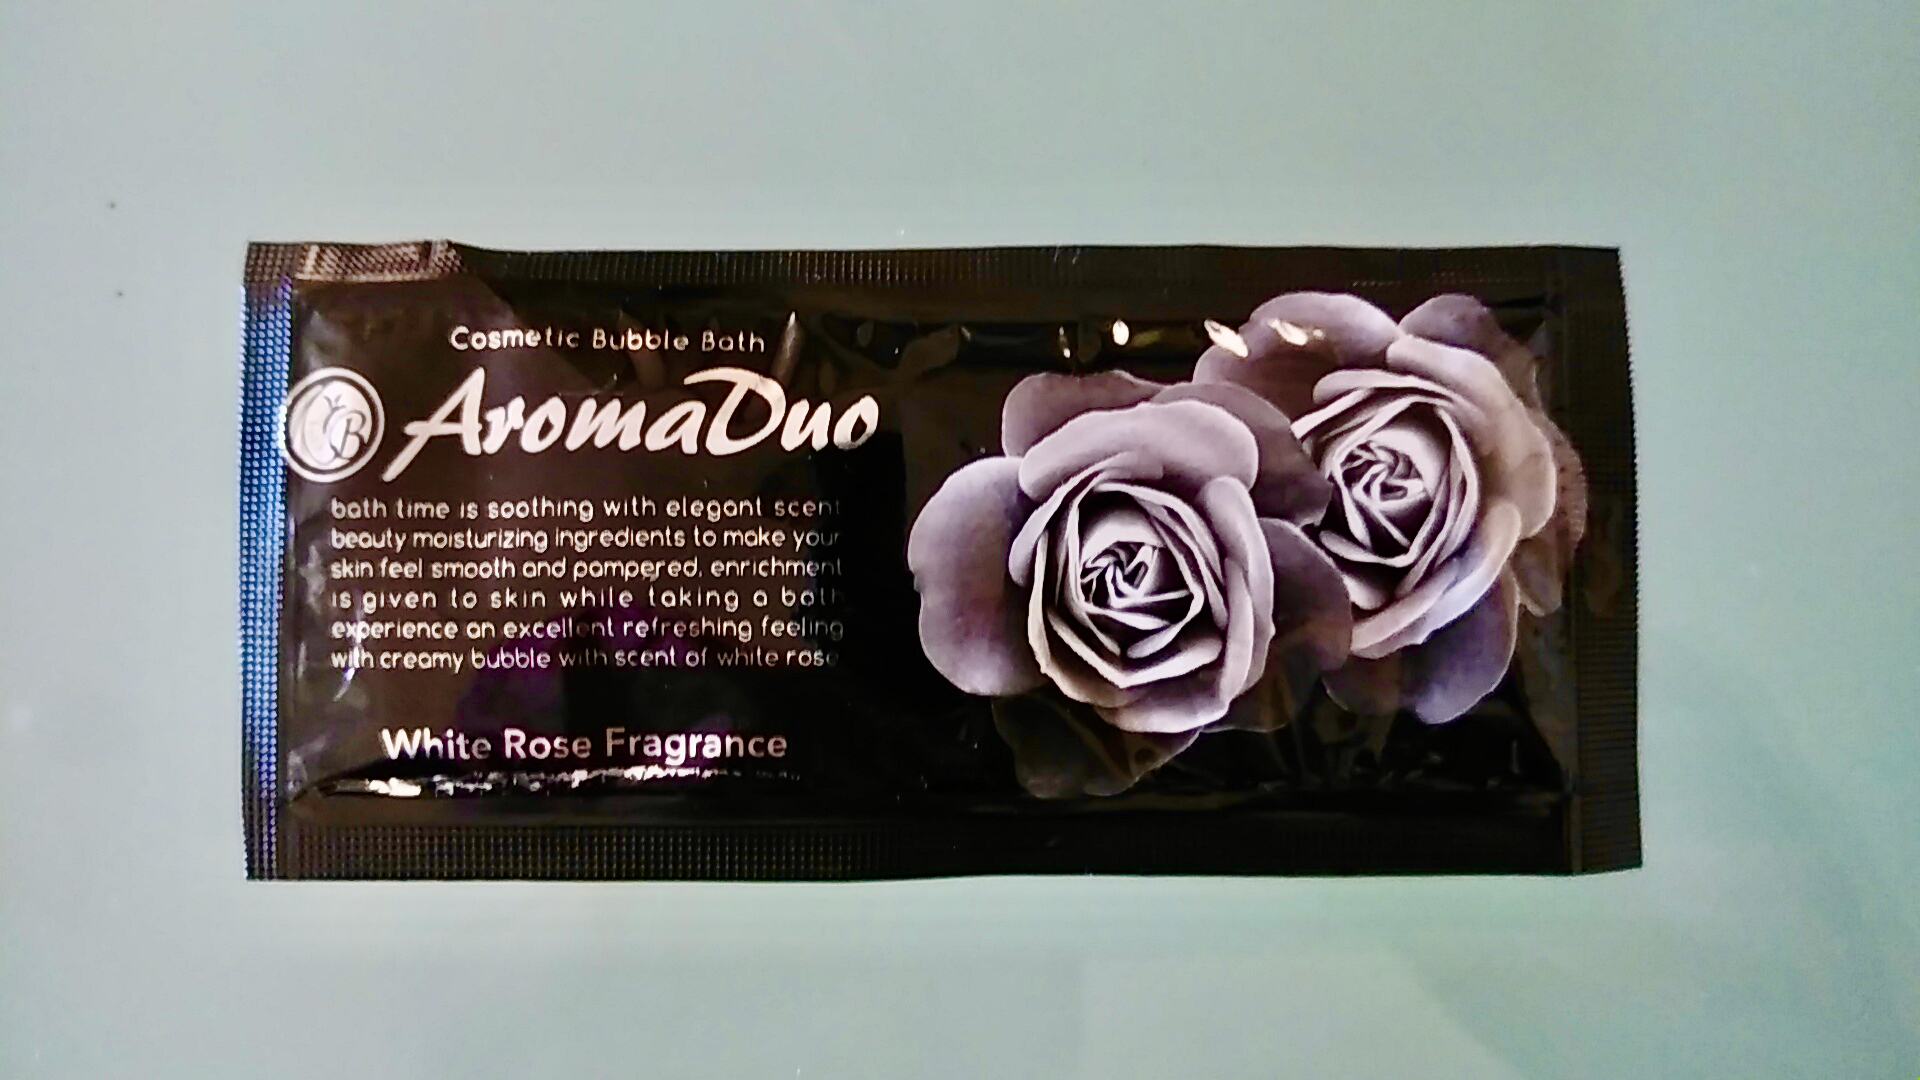 Cosmetic Bubble Bath
AromaDuo
bath time is soothing with elegant scent
beauty moisturizing ingredients to make your
skin feel smooth and pampered, enrichment
is given to skin while taking a bath
experience an excellent refreshing feeling
with creamy bubble with scent of white rose
White Rose Fragrance